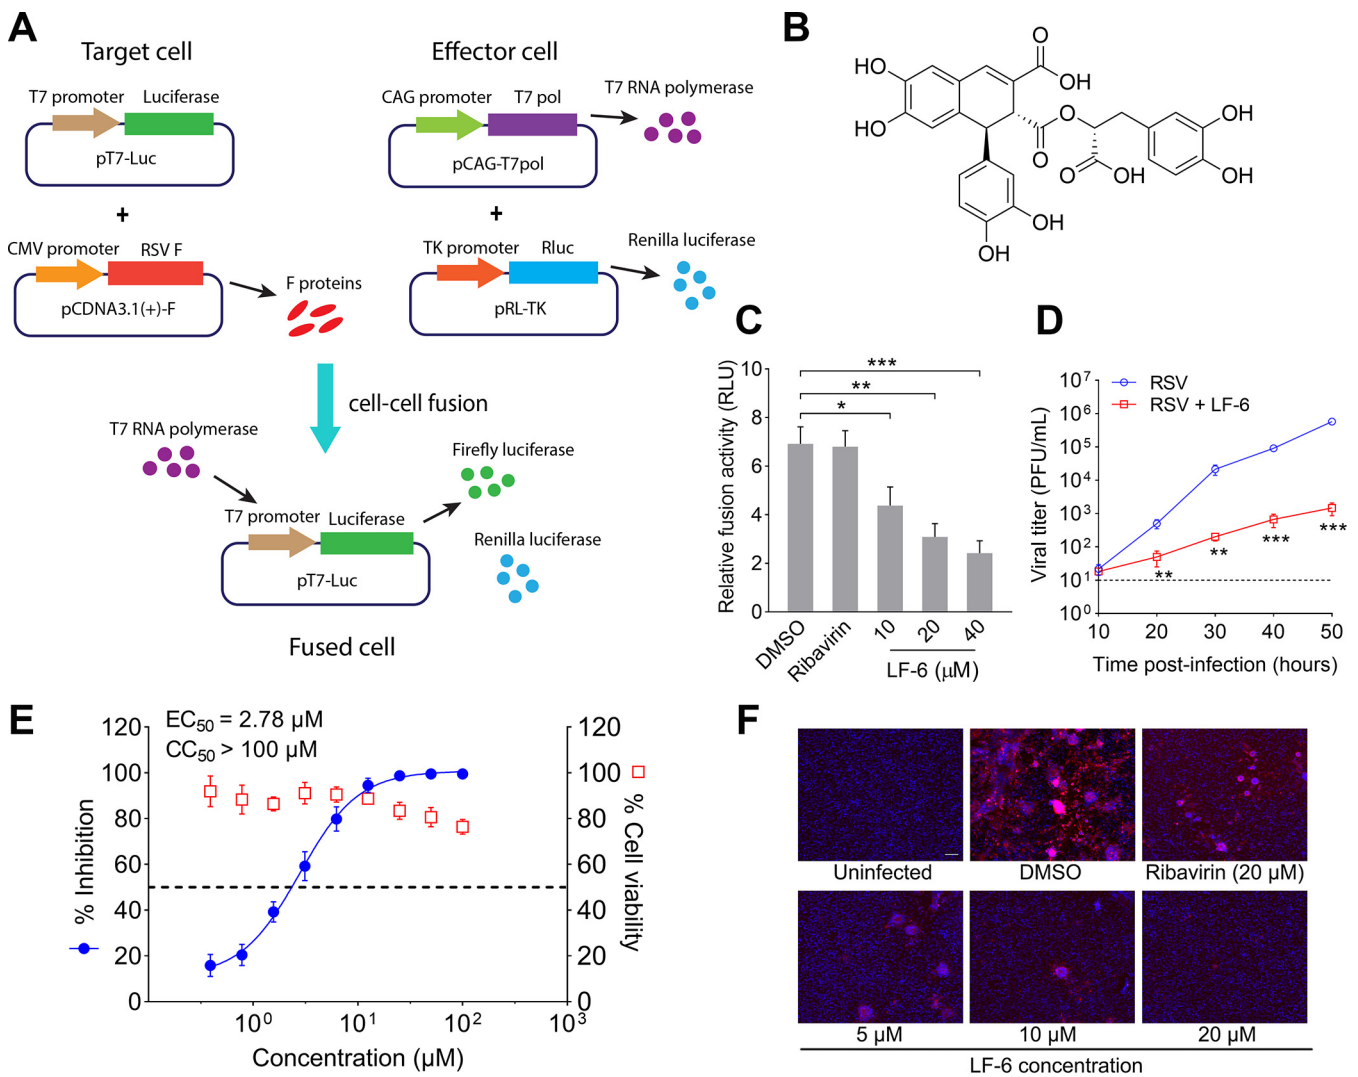 A
Target cell
Effector cell
T7 promoter
Luciferase
pT7-Luc
CAG promoter
T7 pol
T7 RNA polymerase
pCAG-T7pol
+
+
CMV promoter
RSV F
pCDNA3.1(+)-F
F proteins
TK promoter
Rluc
Renilla luciferase
pRL-TK
cell-cell fusion
T7 RNA polymerase
Firefly luciferase
T7 promoter
Luciferase
Renilla luciferase
pT7-Luc
Fused cell
B
O
HO
OH
HO
O
O
O
OH
O
OH
OH
OH
OH
C
Relative fusion activity (RLU)
10
8
6
4
2
0
***
**
*
DMSO
Ribavirin
10
20
40
LF-6 (μM)
D
Viral titer (PFU/mL)
10⁷
10⁶
10⁵
10⁴
10³
10²
10¹
10⁰
RSV
RSV + LF-6
**
**
***
***
10
20
30
40
50
Time post-infection (hours)
E
EC₅₀ = 2.78 μM
CC₅₀ > 100 μM
% Inhibition
120
100
80
60
40
20
0
120
100
80
60
40
20
0
% Cell viability
10⁰
10¹
10²
10³
Concentration (μM)
F
Uninfected
DMSO
Ribavirin (20 μM)
5 μM
10 μM
20 μM
LF-6 concentration